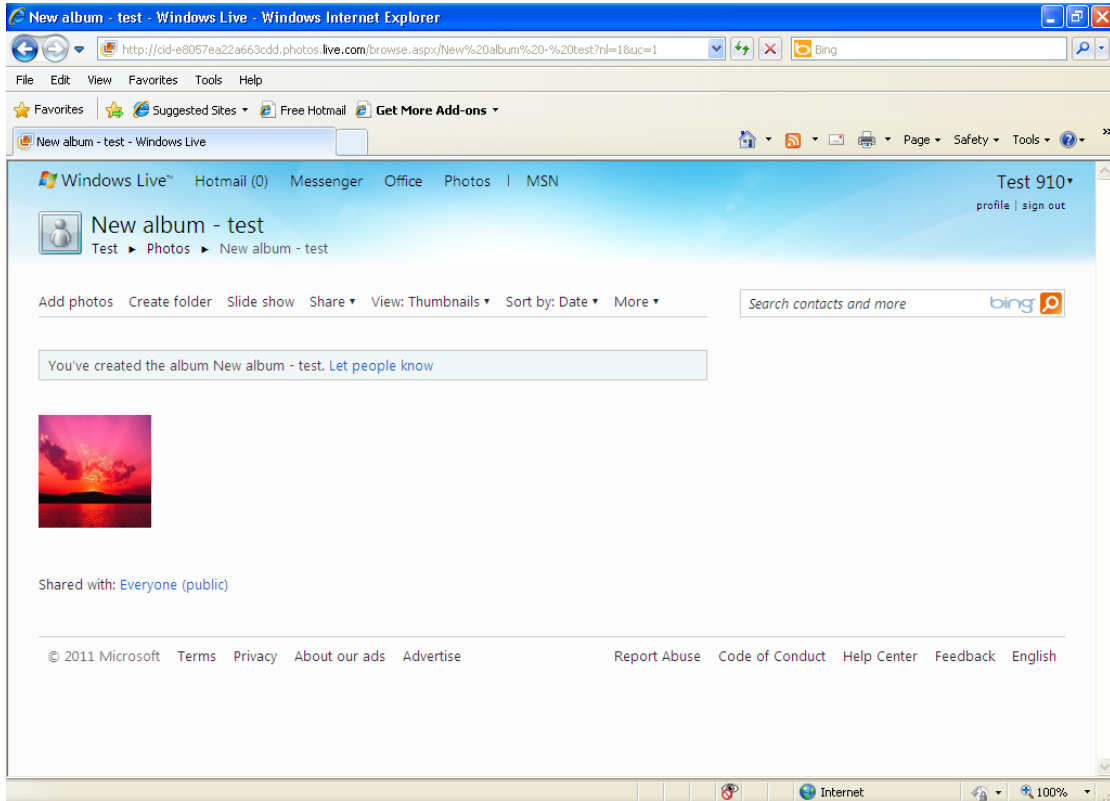 New album - test - Windows Live - Windows Internet Explorer
http://cid-e8057ea22a663cdd.photos.live.com/browse.aspx/New%20album%20-%20test?nl=1&uc=1 Bing
File Edit View Favorites Tools Help
Favorites Suggested Sites Free Hotmail Get More Add-ons
New album - test - Windows Live Page Safety Tools
Windows Live™ Hotmail (0) Messenger Office Photos | MSN Test 910
profile | sign out
New album - test
Test ► Photos ► New album - test
Add photos Create folder Slide show Share View: Thumbnails Sort by: Date More Search contacts and more bing
You've created the album New album - test. Let people know
Shared with: Everyone (public)
© 2011 Microsoft Terms Privacy About our ads Advertise Report Abuse Code of Conduct Help Center Feedback English
Internet 100%